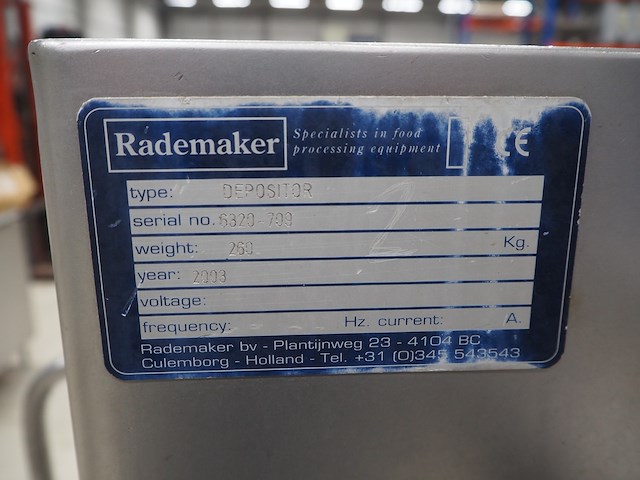 Rademaker
Specialists in food
processing equipment
CE
type: DEPOSITOR
serial no. 6320-709
weight: 260 Kg.
year: 2003
voltage:
frequency: Hz. current: A.
Rademaker bv - Plantijnweg 23 - 4104 BC
Culemborg - Holland - Tel. +31 (0)345 543543